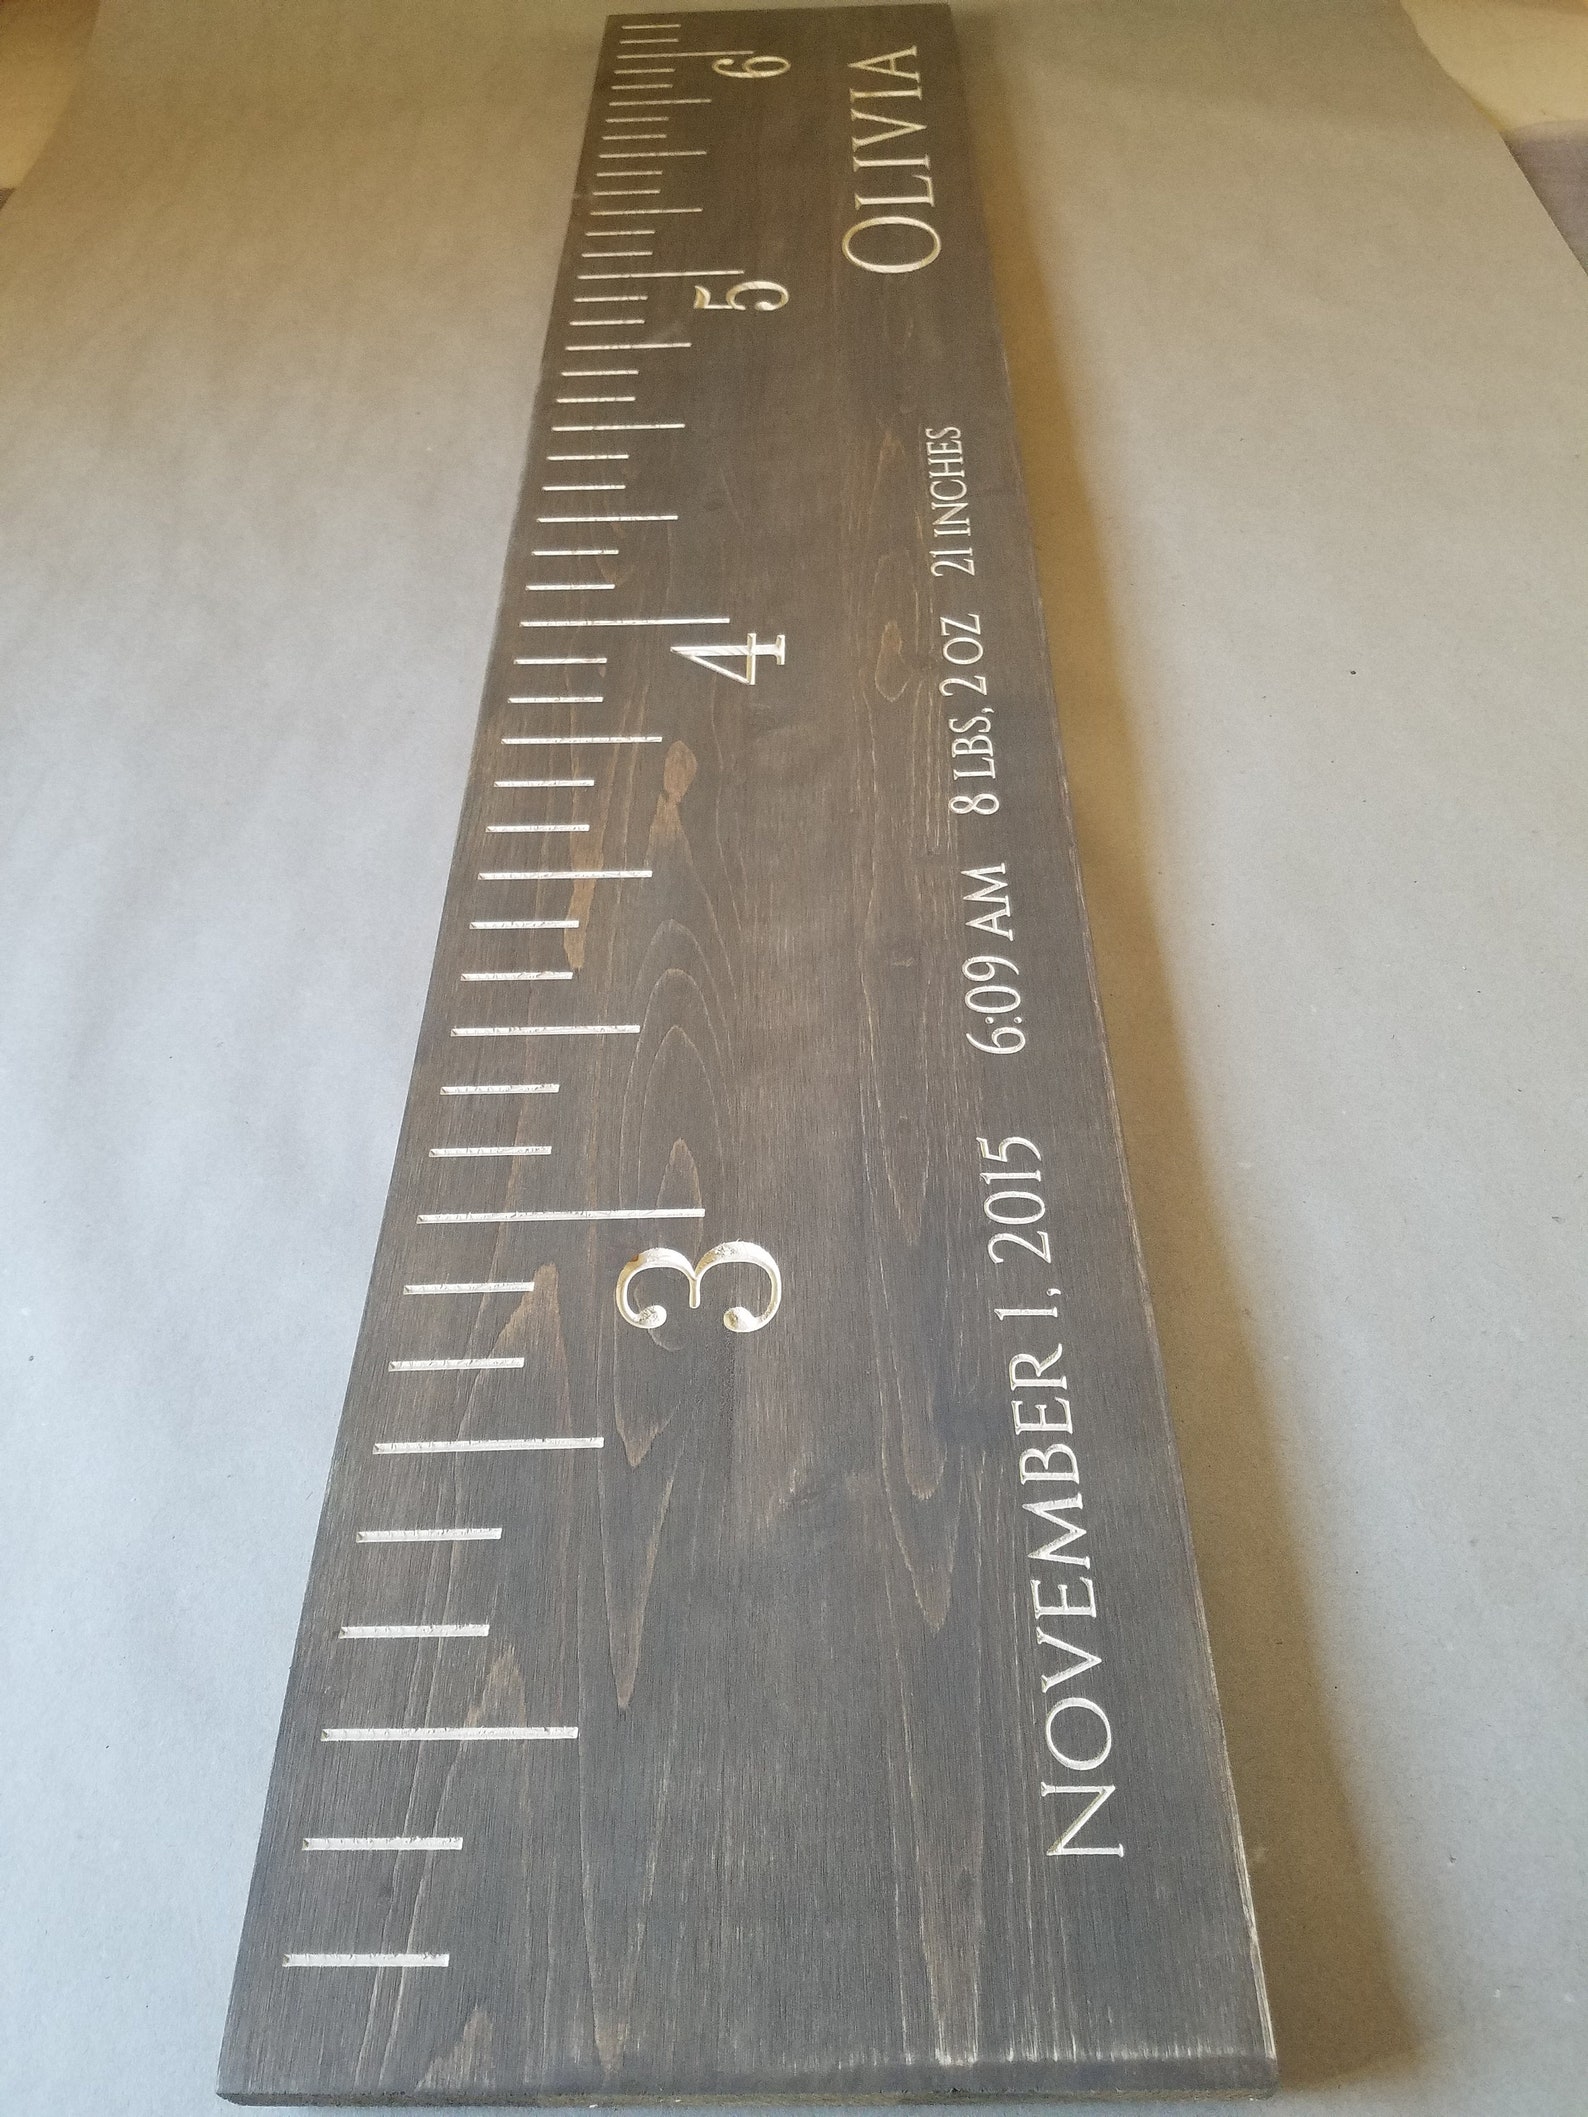 OLIVIA
NOVEMBER 1, 2015 6:09 AM 8 LBS, 2 OZ 21 INCHES
3 4 5 6